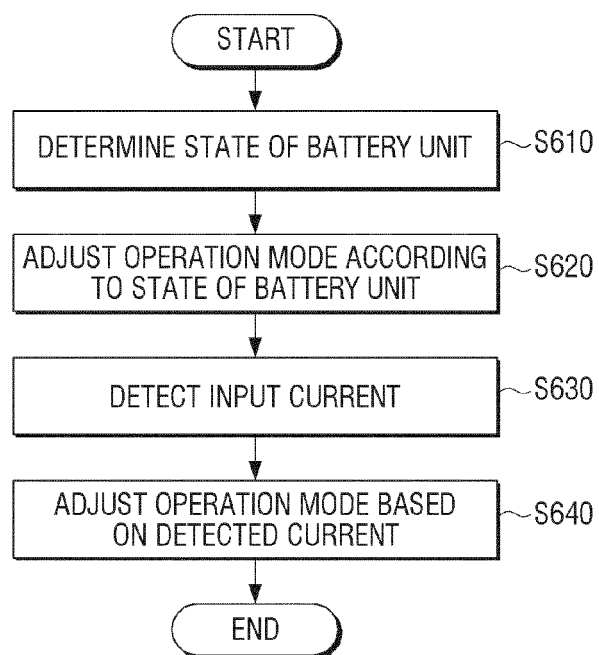 START
DETERMINE STATE OF BATTERY UNIT
S610
ADJUST OPERATION MODE ACCORDING
TO STATE OF BATTERY UNIT
S620
DETECT INPUT CURRENT
S630
ADJUST OPERATION MODE BASED
ON DETECTED CURRENT
S640
END